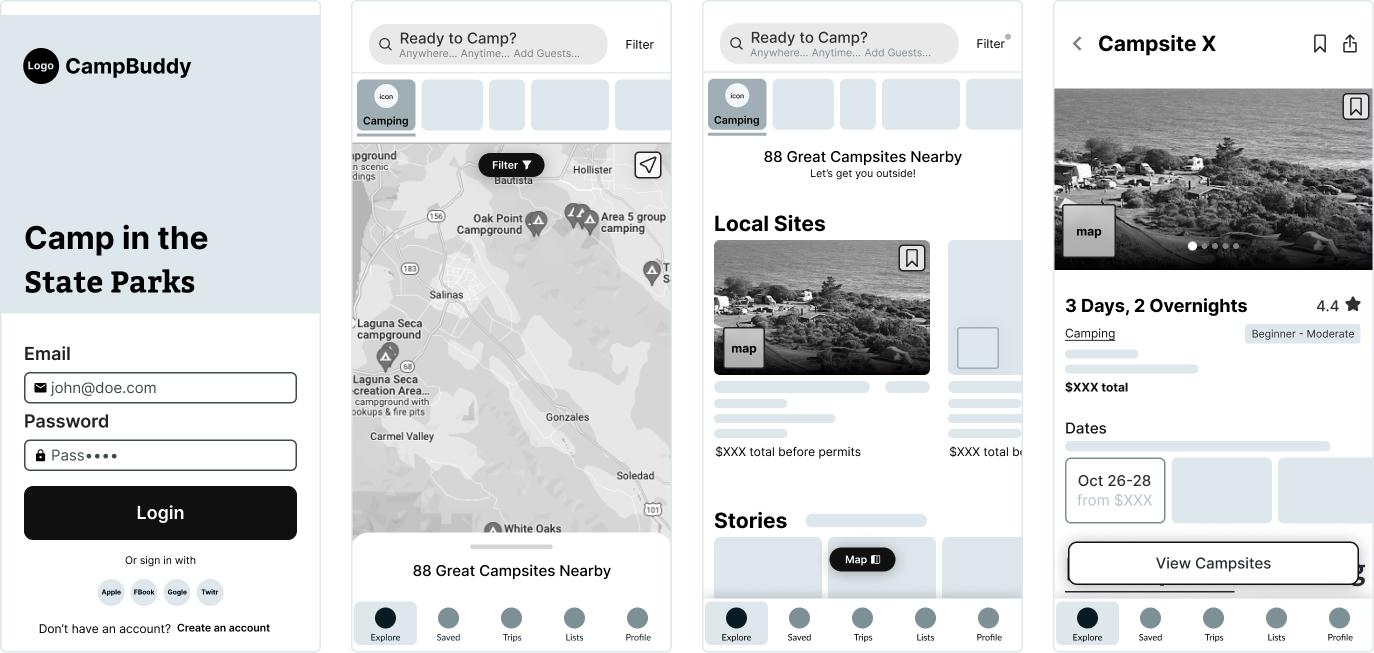 Logo CampBuddy
Camp in the
State Parks
Email
john@doe.com
Password
Pass••••
Login
Or sign in with
Apple FBook Gogle Twitr
Don't have an account? Create an account
Ready to Camp?
Anywhere... Anytime... Add Guests...
Filter
icon
Camping
pground
n scenic
dings
Filter
Bautista
Hollister
156
Oak Point
Campground
Area 5 group
camping
183
T
S
Salinas
Laguna Seca
campground
68
Laguna Seca
ecreation Area...
campground with
ookups & fire pits
Gonzales
Carmel Valley
Soledad
101
White Oaks
88 Great Campsites Nearby
Explore Saved Trips Lists Profile
Ready to Camp?
Anywhere... Anytime... Add Guests...
Filter
icon
Camping
88 Great Campsites Nearby
Let's get you outside!
Local Sites
map
$XXX total before permits
$XXX total be
Stories
Map
Explore Saved Trips Lists Profile
Campsite X
map
3 Days, 2 Overnights
4.4
Camping
Beginner - Moderate
$XXX total
Dates
Oct 26-28
from $XXX
View Campsites
Explore Saved Trips Lists Profile